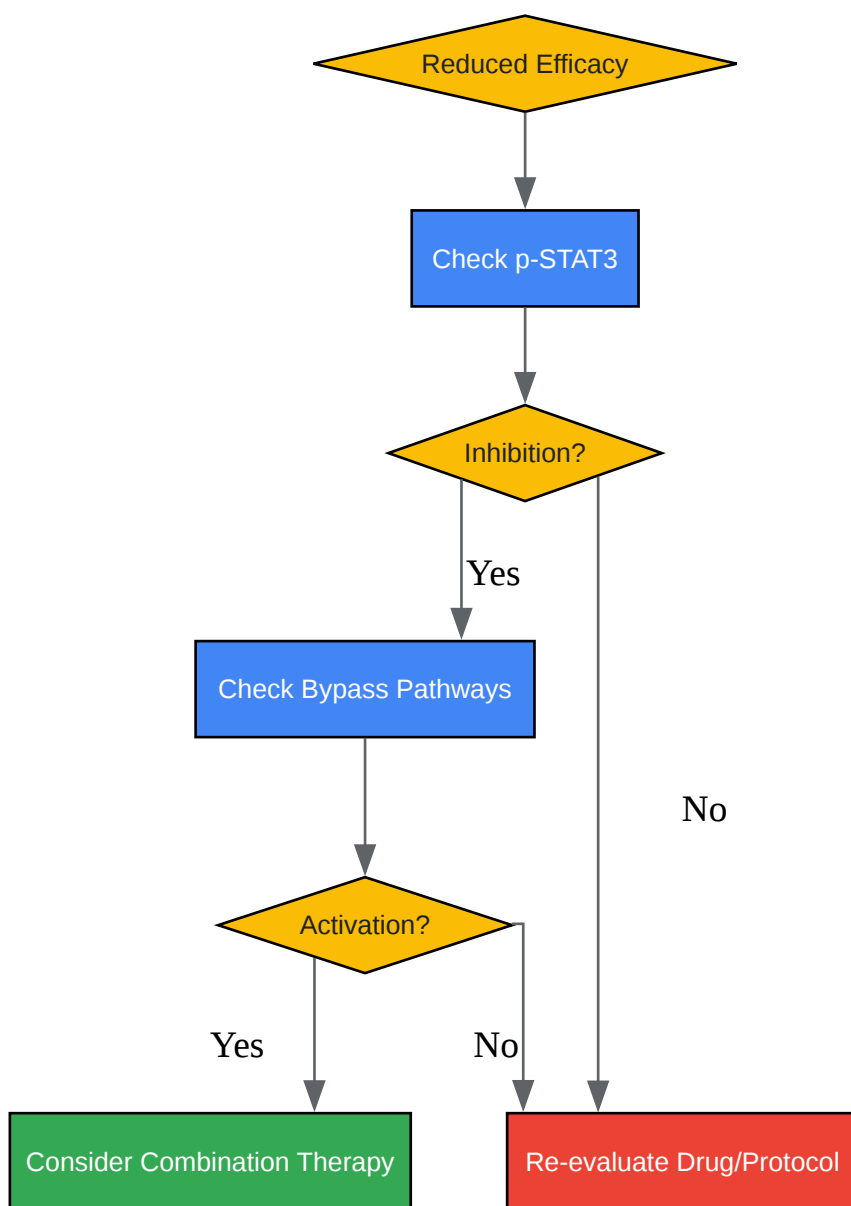 Reduced Efficacy
Check p-STAT3
Inhibition?
Yes
Check Bypass Pathways
No
Activation?
Yes
No
Consider Combination Therapy
Re-evaluate Drug/Protocol